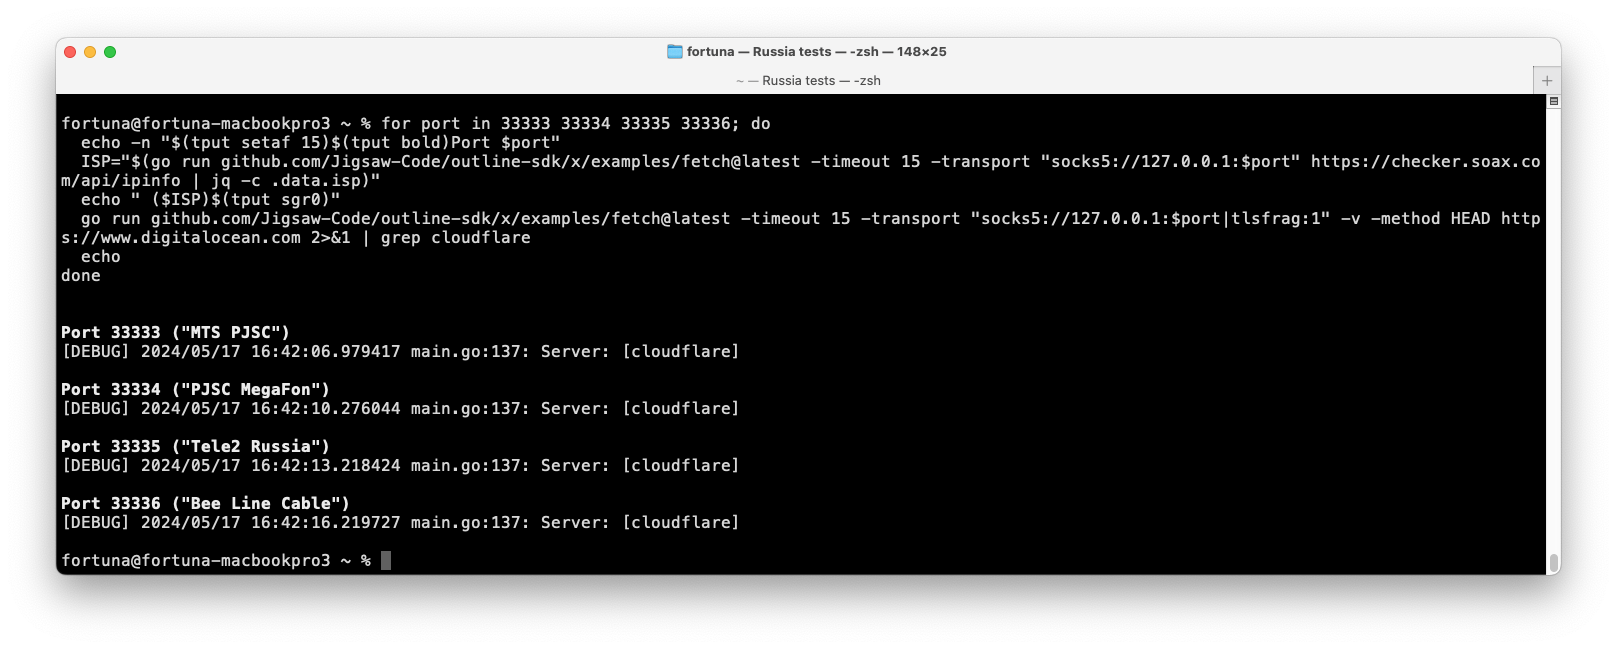 fortuna — Russia tests — -zsh — 148×25
~ — Russia tests — -zsh
fortuna@fortuna-macbookpro3 ~ % for port in 33333 33334 33335 33336; do
  echo -n "$(tput setaf 15)$(tput bold)Port $port"
  ISP="$(go run github.com/Jigsaw-Code/outline-sdk/x/examples/fetch@latest -timeout 15 -transport "socks5://127.0.0.1:$port" https://checker.soax.co
m/api/ipinfo | jq -c .data.isp)"
  echo " ($ISP)$(tput sgr0)"
  go run github.com/Jigsaw-Code/outline-sdk/x/examples/fetch@latest -timeout 15 -transport "socks5://127.0.0.1:$port|tlsfrag:1" -v -method HEAD http
s://www.digitalocean.com 2>&1 | grep cloudflare
  echo
done
Port 33333 ("MTS PJSC")
[DEBUG] 2024/05/17 16:42:06.979417 main.go:137: Server: [cloudflare]
Port 33334 ("PJSC MegaFon")
[DEBUG] 2024/05/17 16:42:10.276044 main.go:137: Server: [cloudflare]
Port 33335 ("Tele2 Russia")
[DEBUG] 2024/05/17 16:42:13.218424 main.go:137: Server: [cloudflare]
Port 33336 ("Bee Line Cable")
[DEBUG] 2024/05/17 16:42:16.219727 main.go:137: Server: [cloudflare]
fortuna@fortuna-macbookpro3 ~ %